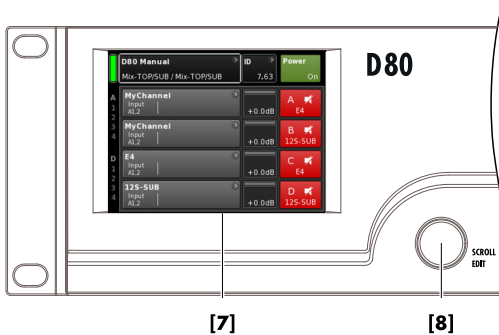 D80 Manual
Mix-TOP/SUB / Mix-TOP/SUB
ID
7.63
Power
On
D80
A
1
2
3
4
D
1
2
3
4
MyChannel
Input
A1,2
+0.0dB
A
E4
MyChannel
Input
A1,2
+0.0dB
B
12S-SUB
E4
Input
A1,2
+0.0dB
C
E4
12S-SUB
Input
A1,2
+0.0dB
D
12S-SUB
SCROLL
EDIT
[7]
[8]